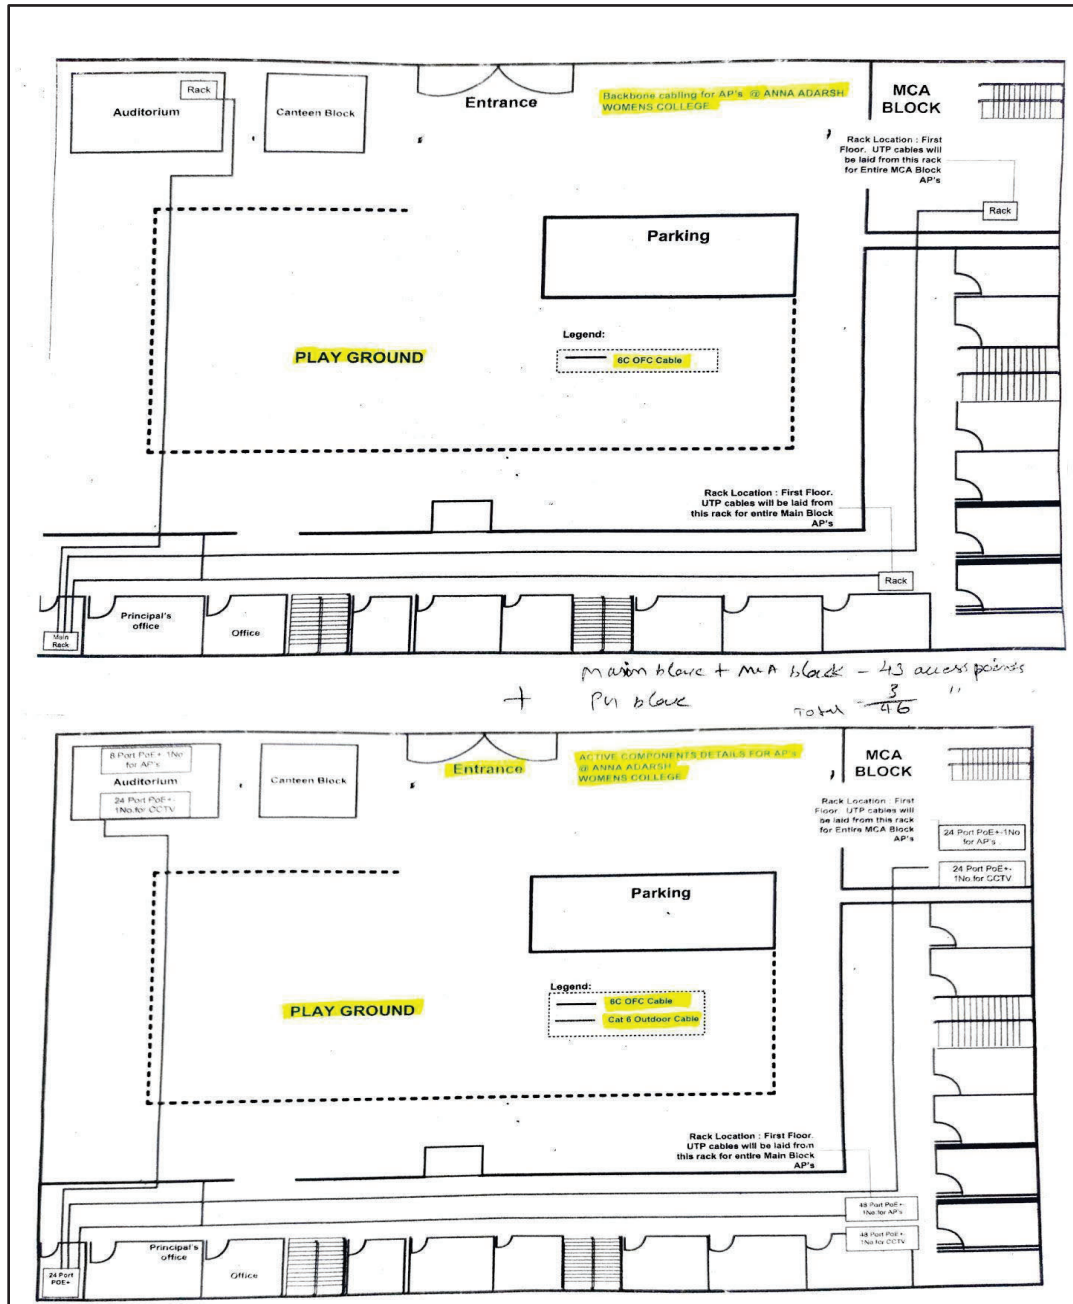 Rack
Auditorium
Canteen Block
Entrance
Backbone cabling for AP's @ ANNA ADARSH
WOMENS COLLEGE
MCA
BLOCK
Rack Location : First
Floor. UTP cables will
be laid from this rack
for Entire MCA Block
AP's
Rack
Parking
Legend:
6C OFC Cable
PLAY GROUND
Rack Location : First Floor.
UTP cables will be laid from
this rack for entire Main Block
AP's
Rack
Principal's
office
Office
Main
Rack
block + MCA block - 43 access points
+ block 3 "
Total 46
8 Port PoE+-1No
for AP's
Auditorium
24 Port PoE+-
1No.for CCTV
Canteen Block
Entrance
ACTIVE COMPONENTS DETAILS FOR AP's
@ ANNA ADARSH
WOMENS COLLEGE
MCA
BLOCK
Rack Location : First
Floor. UTP cables will
be laid from this rack
for Entire MCA Block
AP's
24 Port PoE+-1No
for AP's
24 Port PoE+-
1No.for CCTV
Parking
Legend:
6C OFC Cable
Cat 6 Outdoor Cable
PLAY GROUND
Rack Location : First Floor.
UTP cables will be laid from
this rack for entire Main Block
AP's
48 Port PoE+-
1No.for AP's
48 Port PoE+-
1No.for CCTV
Principal's
office
Office
24 Port
POE+